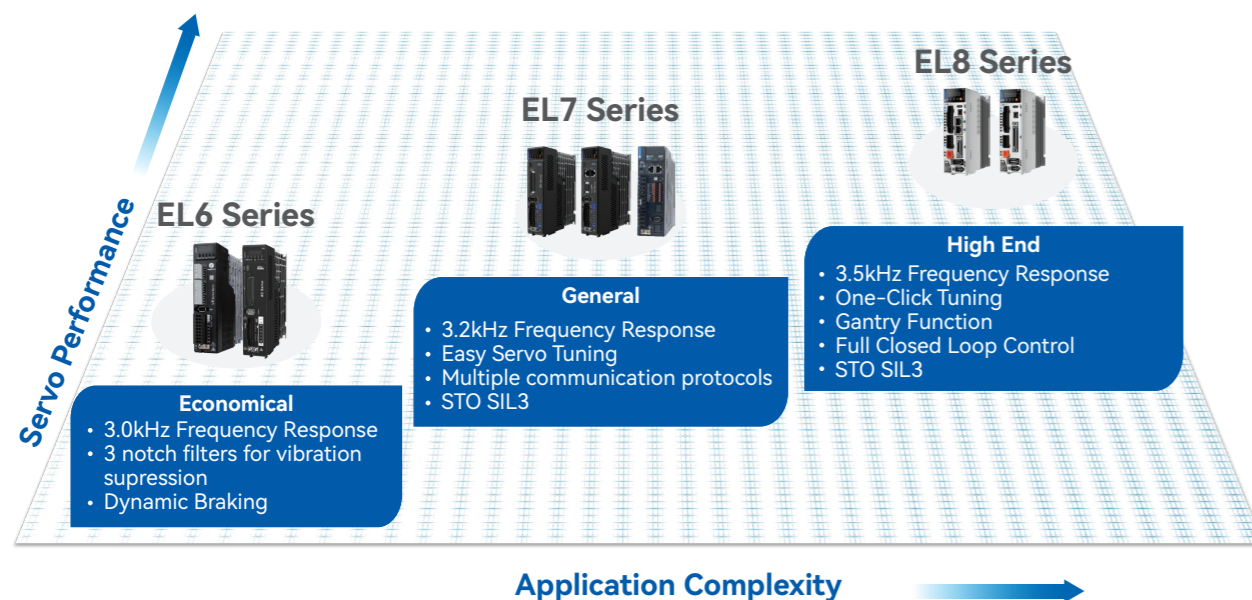 EL8 Series
EL7 Series
EL6 Series
Servo Performance
High End
• 3.5kHz Frequency Response
• One-Click Tuning
• Gantry Function
• Full Closed Loop Control
• STO SIL3
General
• 3.2kHz Frequency Response
• Easy Servo Tuning
• Multiple communication protocols
• STO SIL3
Economical
• 3.0kHz Frequency Response
• 3 notch filters for vibration
supression
• Dynamic Braking
Application Complexity